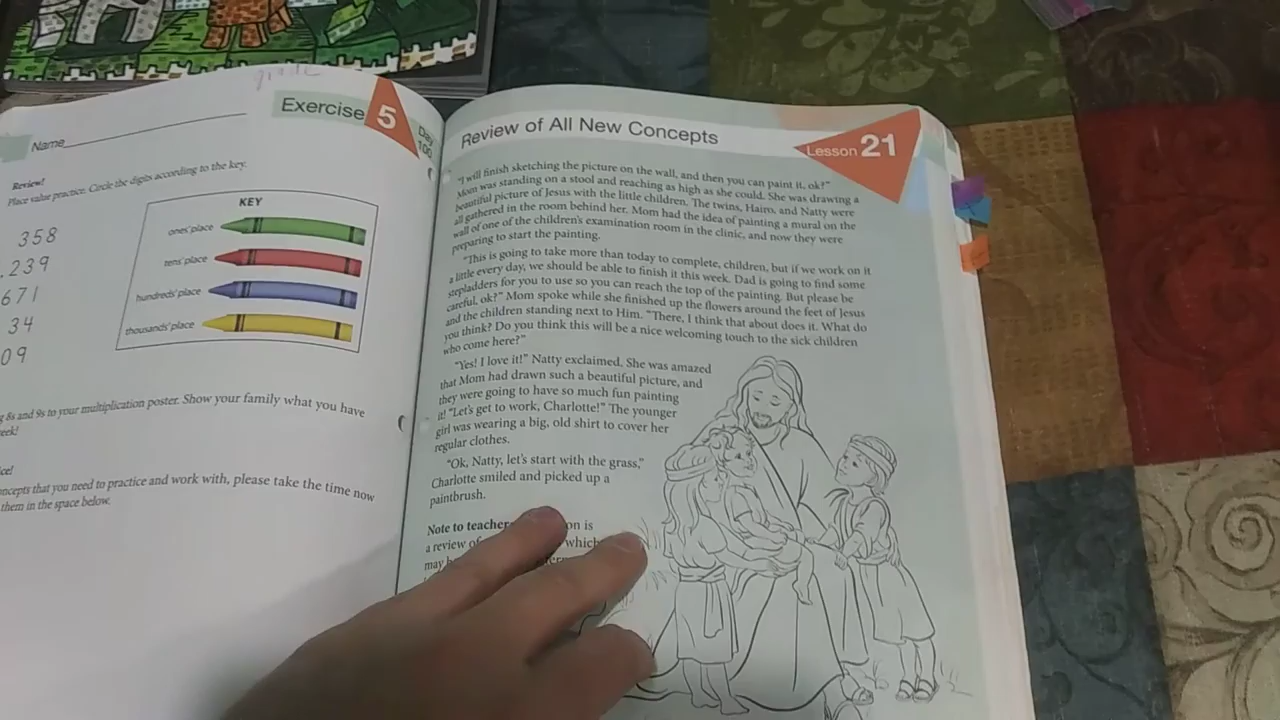 grade
Exercise 5
Day
100
Name
Review!
Place value practice. Circle the digits according to the key.
KEY
ones' place
tens' place
hundreds' place
thousands' place
358
239
671
34
09
8s and 9s to your multiplication poster. Show your family what you have
eek!
ncepts that you need to practice and work with, please take the time now
them in the space below.
Review of All New Concepts
Lesson 21
"I will finish sketching the picture on the wall, and then you can paint it, ok?"
Mom was standing on a stool and reaching as high as she could. She was drawing a
beautiful picture of Jesus with the little children. The twins, Hairo, and Natty were
all gathered in the room behind her. Mom had the idea of painting a mural on the
wall of one of the children's examination room in the clinic, and now they were
preparing to start the painting.
"This is going to take more than today to complete, children, but if we work on it
a little every day, we should be able to finish it this week. Dad is going to find some
stepladders for you to use so you can reach the top of the painting. But please be
careful, ok?" Mom spoke while she finished up the flowers around the feet of Jesus
and the children standing next to Him. "There, I think that about does it. What do
you think? Do you think this will be a nice welcoming touch to the sick children
who come here?"
"Yes! I love it!" Natty exclaimed. She was amazed
that Mom had drawn such a beautiful picture, and
they were going to have so much fun painting
it! "Let's get to work, Charlotte!" The younger
girl was wearing a big, old shirt to cover her
regular clothes.
"Ok, Natty, let's start with the grass,"
Charlotte smiled and picked up a
paintbrush.
Note to teacher on is
a review of which
may